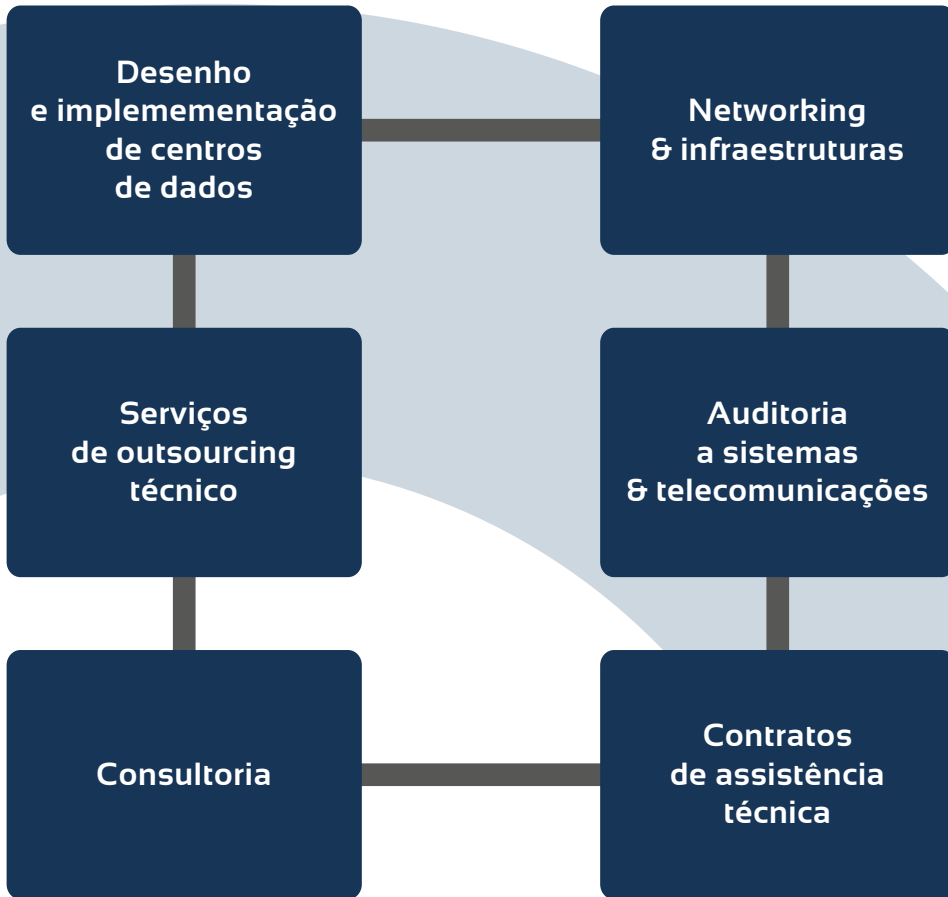 Desenho
e implemementação
de centros
de dados
Networking
& infraestruturas
Serviços
de outsourcing
técnico
Auditoria
a sistemas
& telecomunicações
Consultoria
Contratos
de assistência
técnica